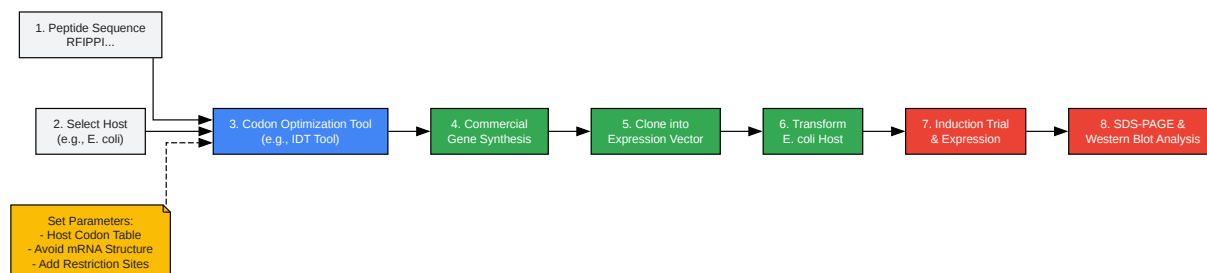 1. Peptide Sequence
RFIPPI...
2. Select Host
(e.g., E. coli)
3. Codon Optimization Tool
(e.g., IDT Tool)
4. Commercial
Gene Synthesis
5. Clone into
Expression Vector
6. Transform
E. coli Host
7. Induction Trial
& Expression
8. SDS-PAGE &
Western Blot Analysis
Set Parameters:
- Host Codon Table
- Avoid mRNA Structure
- Add Restriction Sites